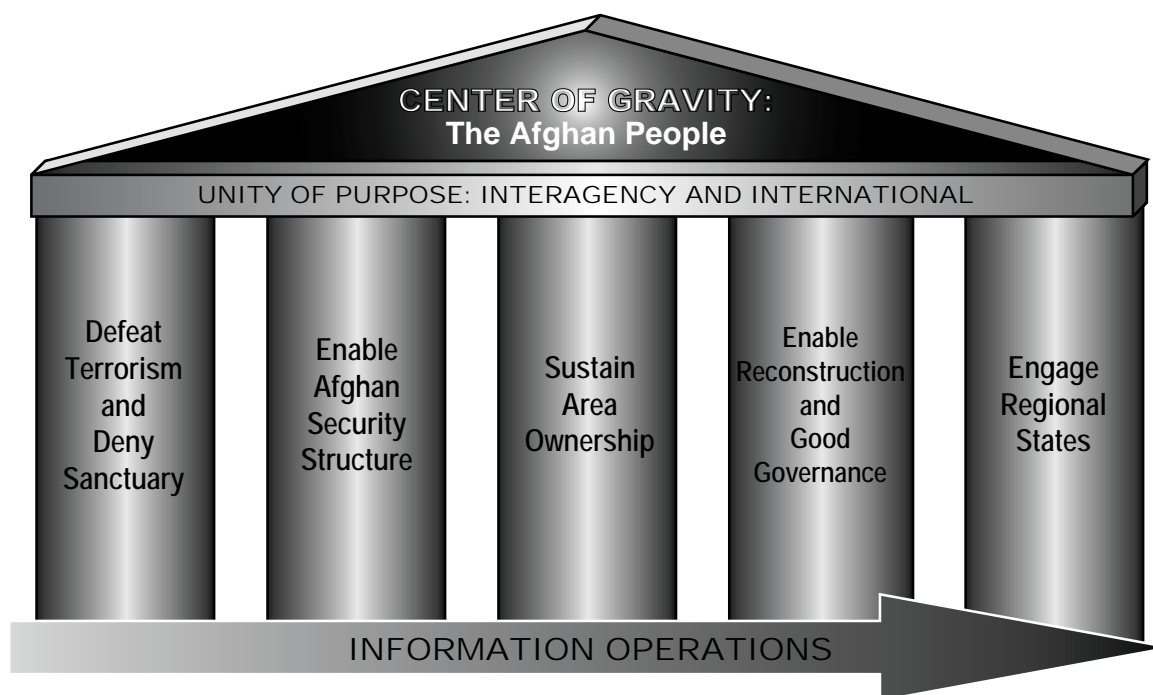 CENTER OF GRAVITY:
The Afghan People
UNITY OF PURPOSE: INTERAGENCY AND INTERNATIONAL
Defeat
Terrorism
and
Deny
Sanctuary
Enable
Afghan
Security
Structure
Sustain
Area
Ownership
Enable
Reconstruction
and
Good
Governance
Engage
Regional
States
INFORMATION OPERATIONS